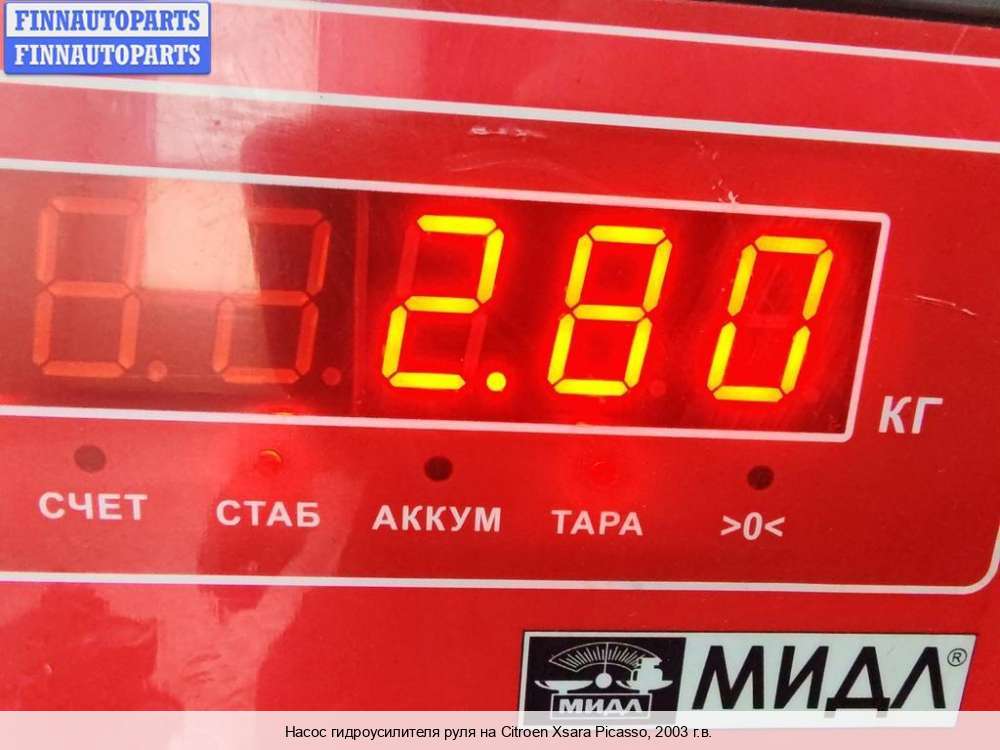 FINNAUTOPARTS
FINNAUTOPARTS
2.80
КГ
СЧЕТ СТАБ АККУМ ТАРА >0<
МИДЛ МИДЛ®
Насос гидроусилителя руля на Citroen Xsara Picasso, 2003 г.в.